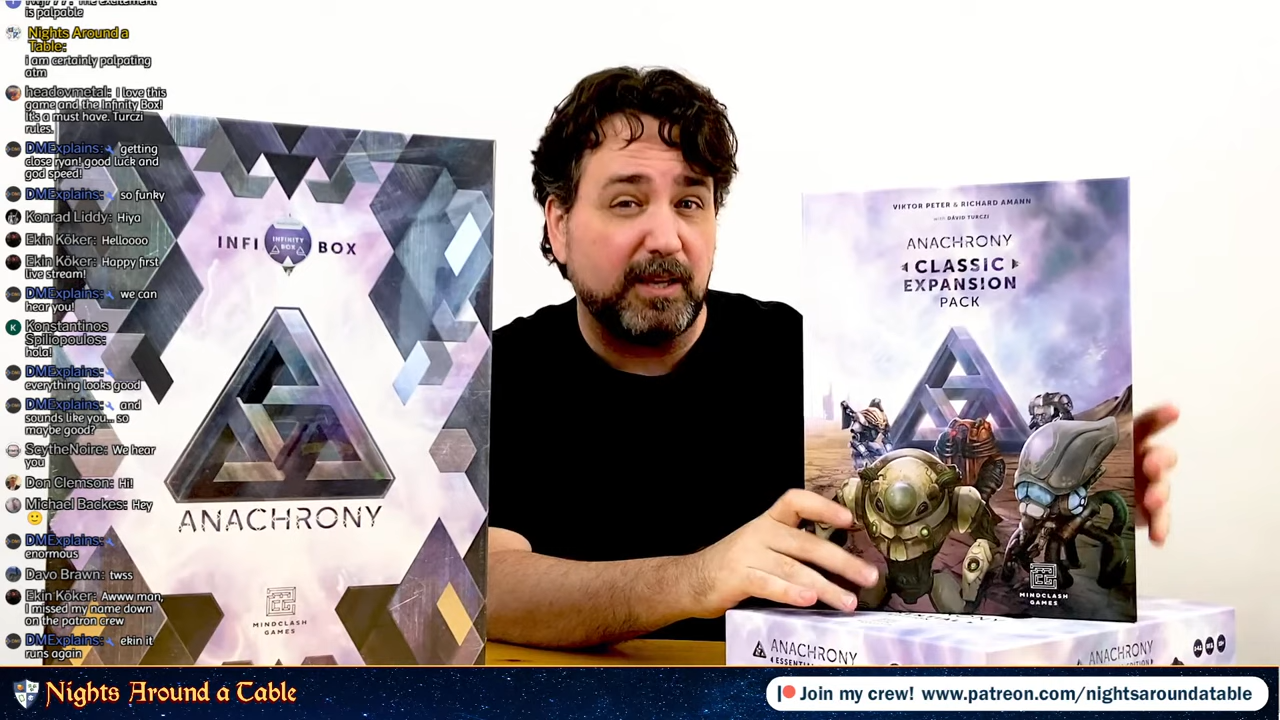 is palpable
Nights Around a
Table:
i am certainly palpating
atm
headovmetal: I love this
game and the Infinity Box!
It's a must have. Turczi
rules.
DMExplains: getting
close ryan! good luck and
god speed!
DMExplains: so funky
Konrad Liddy: Hiya
Ekin Köker: Helloooo
Ekin Köker: Happy first
live stream!
DMExplains: we can
hear you!
K
Konstantinos
Spiliopoulos:
hola!
DMExplains:
everything looks good
DMExplains: and
sounds like you... so
maybe good?
ScytheNoire: We hear
you
Don Clemson: Hi!
Michael Backes: Hey
🙂
DMExplains:
enormous
Davo Brawn: twss
Ekin Köker: Awww man,
I missed my name down
on the patron crew
DMExplains: ekin it
runs again
INFI BOX
INFINITY
BOX
ANACHRONY
MINDCLASH
GAMES
VIKTOR PETER & RICHARD AMANN
with DÁVID TURCZI
ANACHRONY
CLASSIC
EXPANSION
PACK
MINDCLASH
GAMES
ANACHRONY
ANACHRONY
Nights Around a Table
Join my crew! www.patreon.com/nightsaroundatable